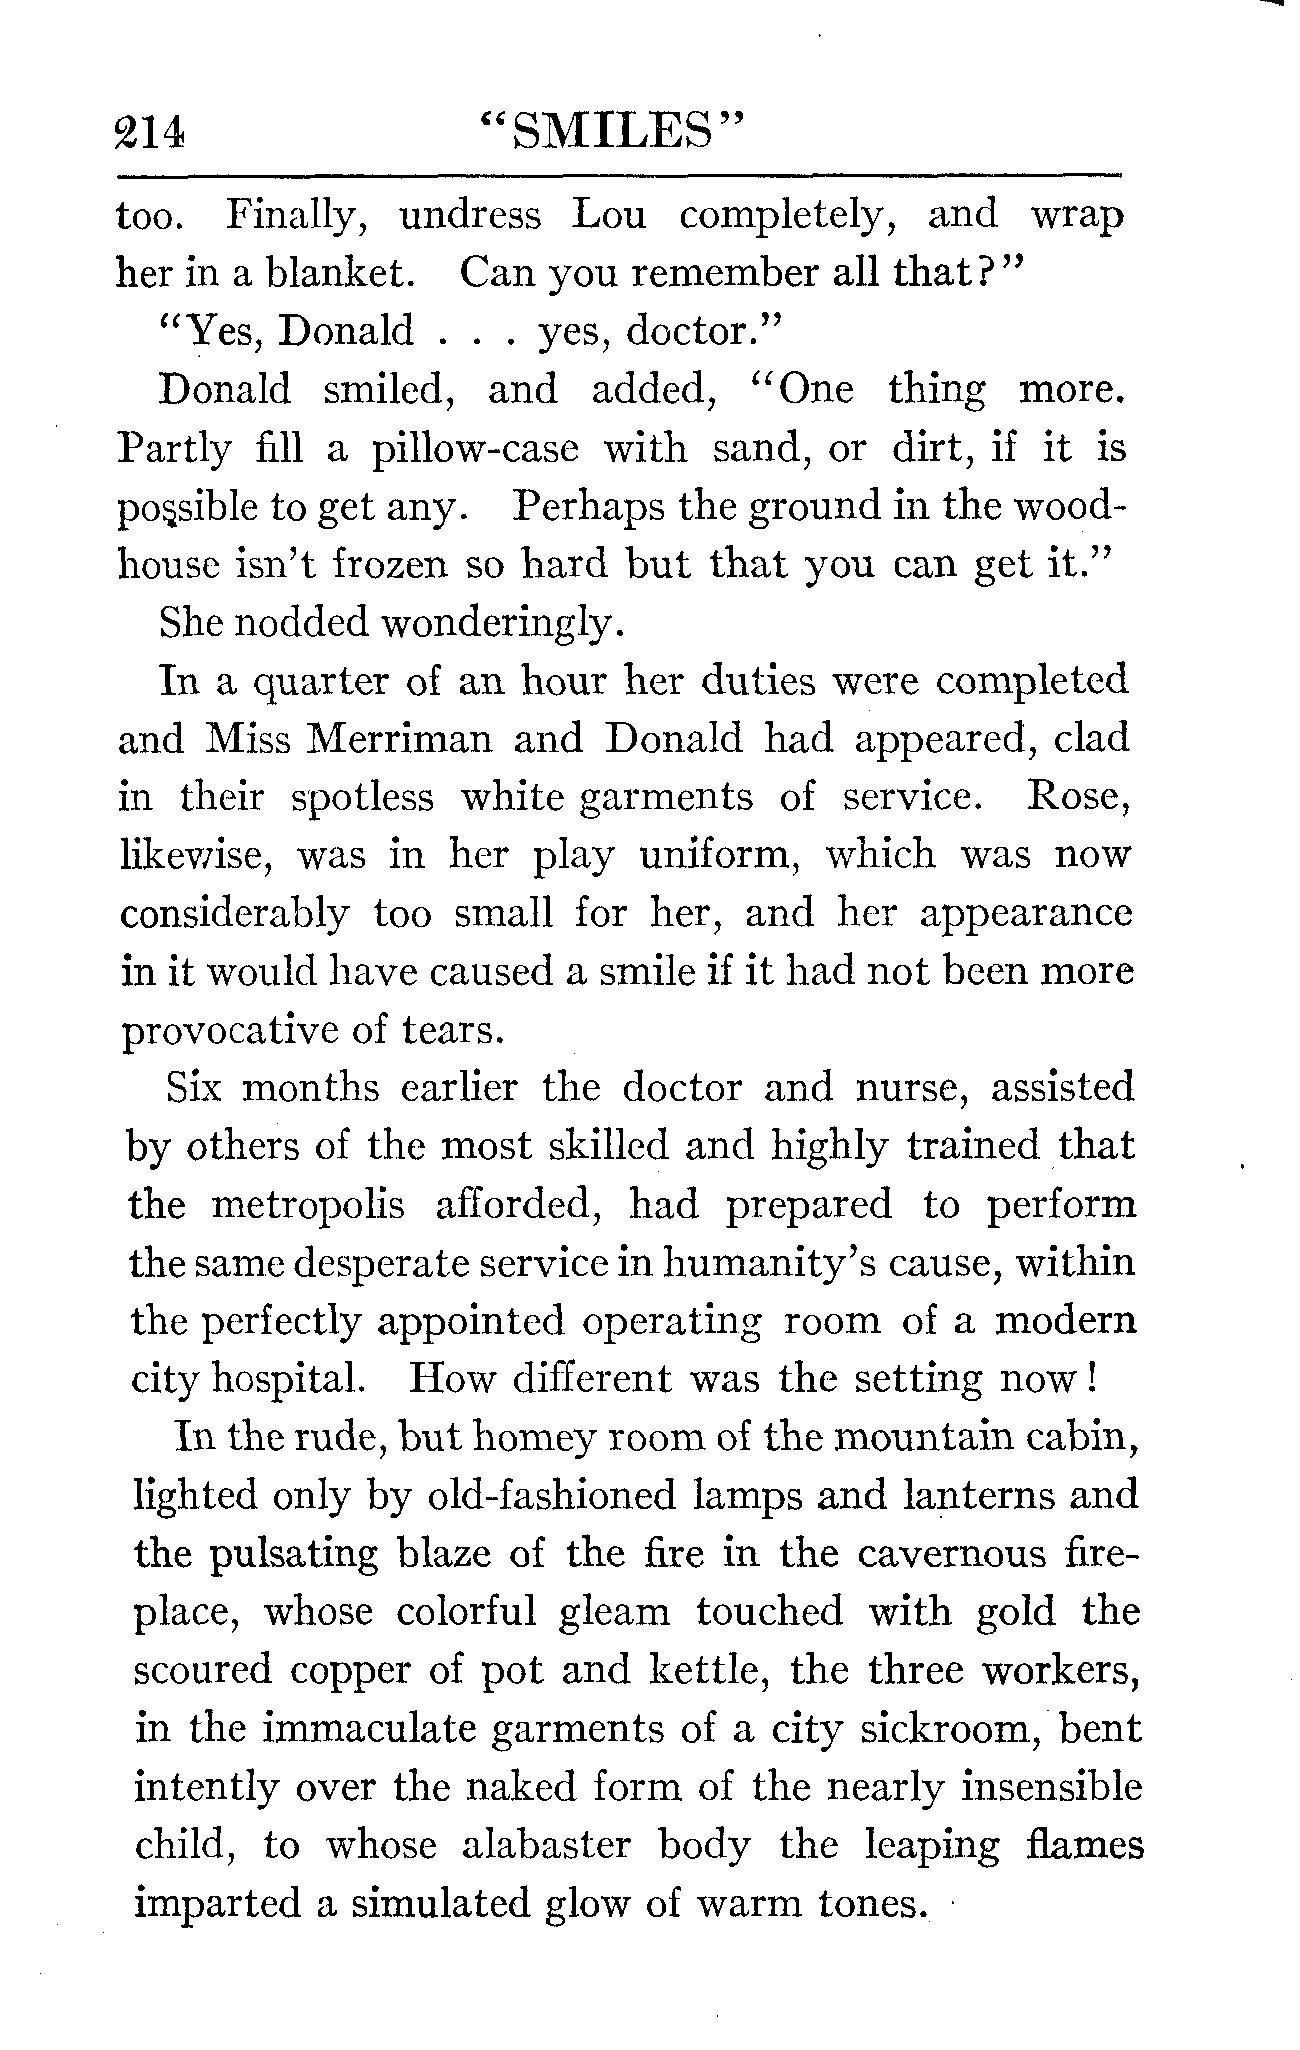 214 “SMILES”
too. Finally, undress Lou completely, and wrap
her in a blanket. Can you remember all that?”
“Yes, Donald . . . yes, doctor.”
Donald smiled, and added, “One thing more.
Partly fill a pillow-case with sand, or dirt, if it is
possible to get any. Perhaps the ground in the wood-
house isn’t frozen so hard but that you can get it.”
She nodded wonderingly.
In a quarter of an hour her duties were completed
and Miss Merriman and Donald had appeared, clad
in their spotless white garments of service. Rose,
likewise, was in her play uniform, which was now
considerably too small for her, and her appearance
in it would have caused a smile if it had not been more
provocative of tears.
Six months earlier the doctor and nurse, assisted
by others of the most skilled and highly trained that
the metropolis afforded, had prepared to perform
the same desperate service in humanity’s cause, within
the perfectly appointed operating room of a modern
city hospital. How different was the setting now!
In the rude, but homey room of the mountain cabin,
lighted only by old-fashioned lamps and lanterns and
the pulsating blaze of the fire in the cavernous fire-
place, whose colorful gleam touched with gold the
scoured copper of pot and kettle, the three workers,
in the immaculate garments of a city sickroom, bent
intently over the naked form of the nearly insensible
child, to whose alabaster body the leaping flames
imparted a simulated glow of warm tones.